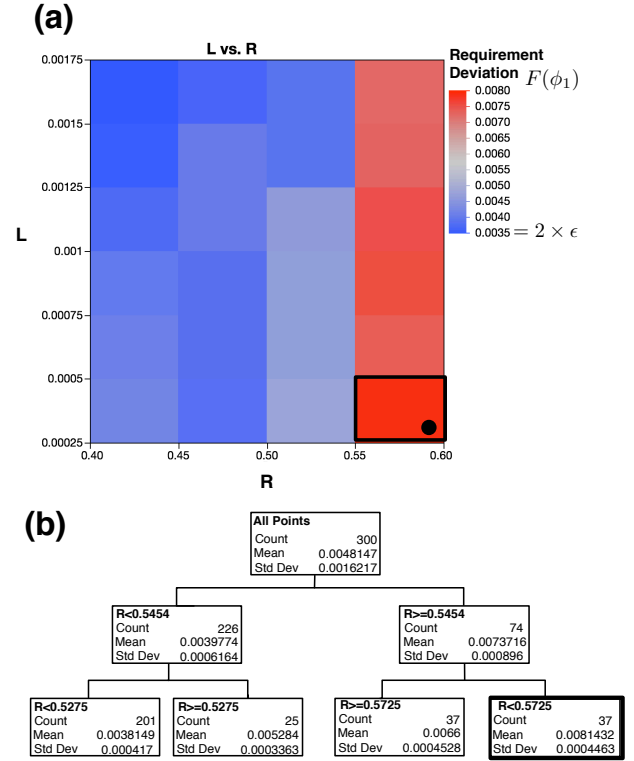 (a)
L vs. R
Requirement
Deviation F(ϕ₁)
0.00175
0.0015
0.00125
0.001
0.00075
0.0005
0.00025
L
0.40
0.45
0.50
0.55
0.60
R
0.0080
0.0075
0.0070
0.0065
0.0060
0.0055
0.0050
0.0045
0.0040
0.0035 = 2 × ϵ
(b)
All Points
Count 300
Mean 0.0048147
Std Dev 0.0016217
R<0.5454
Count 226
Mean 0.0039774
Std Dev 0.0006164
R>=0.5454
Count 74
Mean 0.0073716
Std Dev 0.000896
R<0.5275
Count 201
Mean 0.0038149
Std Dev 0.000417
R>=0.5275
Count 25
Mean 0.005284
Std Dev 0.0003363
R>=0.5725
Count 37
Mean 0.0066
Std Dev 0.0004528
R<0.5725
Count 37
Mean 0.0081432
Std Dev 0.0004463